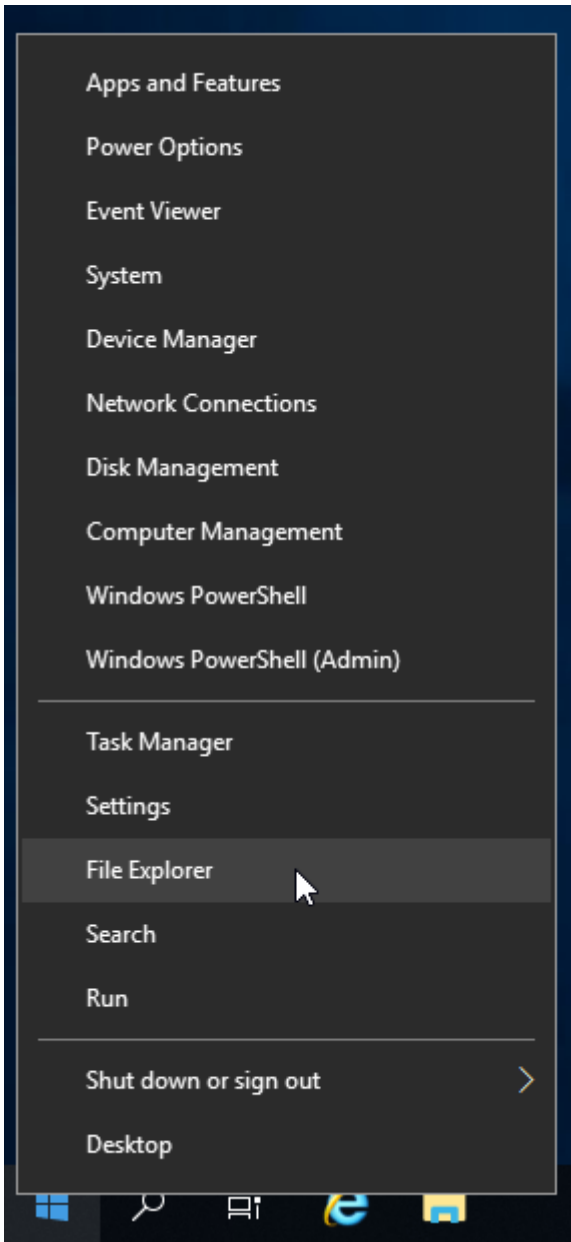 Apps and Features
Power Options
Event Viewer
System
Device Manager
Network Connections
Disk Management
Computer Management
Windows PowerShell
Windows PowerShell (Admin)
Task Manager
Settings
File Explorer
Search
Run
Shut down or sign out
Desktop